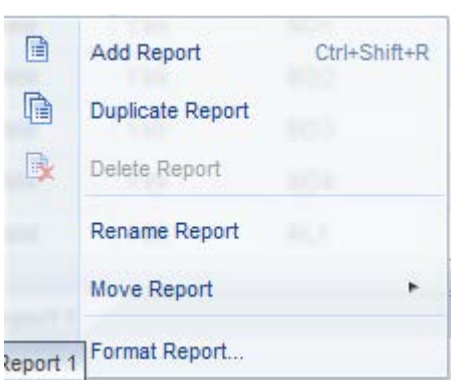 Add Report Ctrl+Shift+R
Duplicate Report
Delete Report
Rename Report
Move Report
Format Report...
Report 1